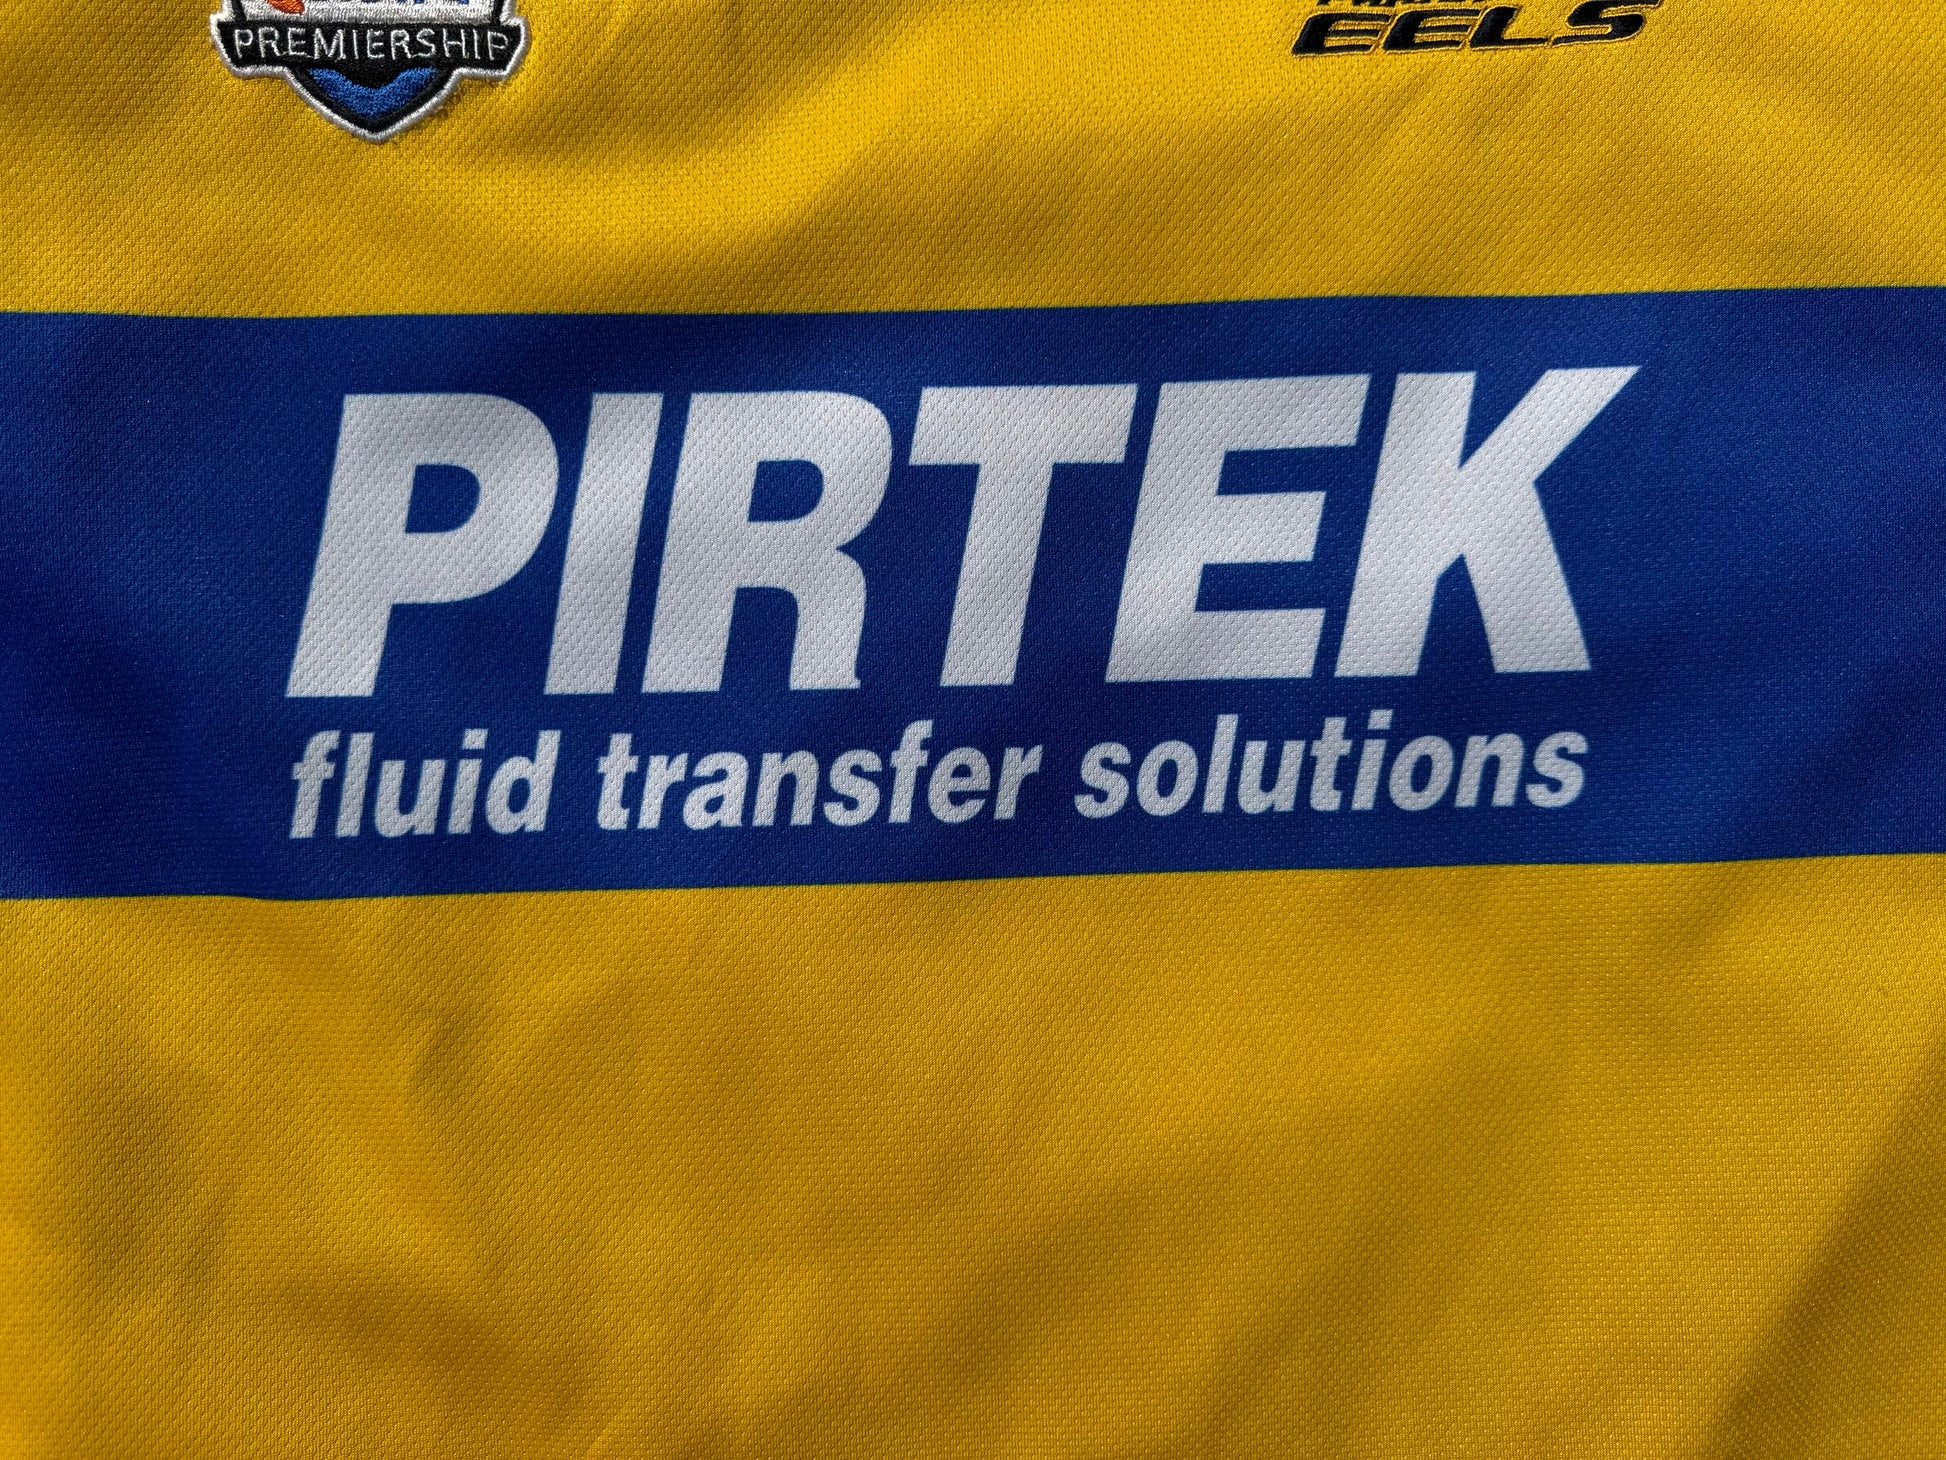 PREMIERSHIP
EELS
PIRTEK
fluid transfer solutions